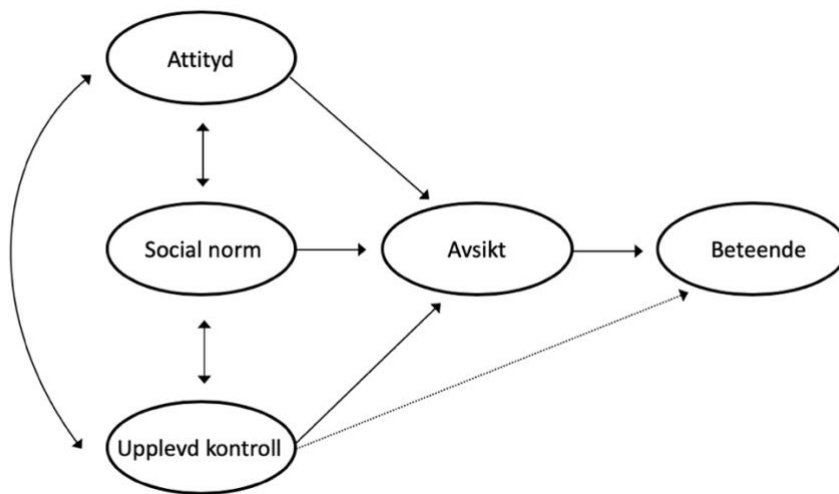 Attityd
Social norm
Avsikt
Beteende
Upplevd kontroll